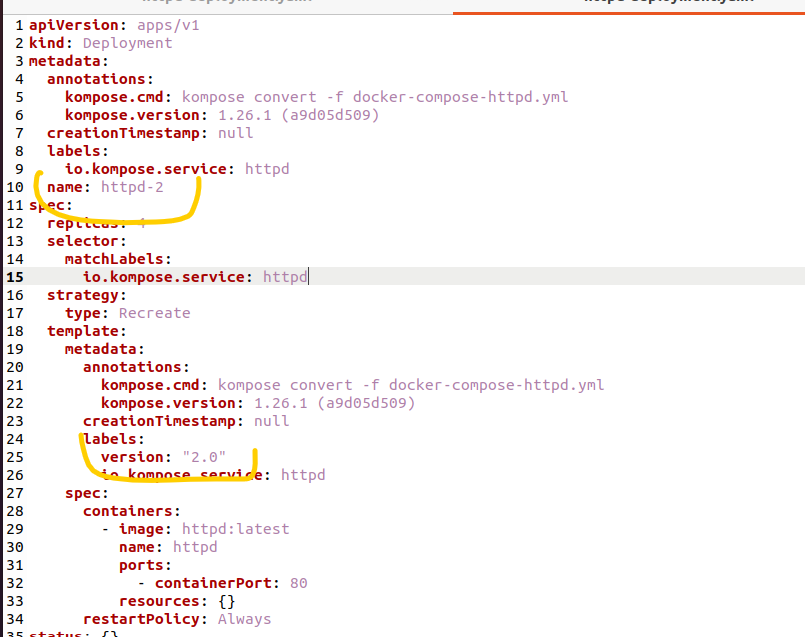 1 apiVersion: apps/v1
2 kind: Deployment
3 metadata:
4 annotations:
5 kompose.cmd: kompose convert -f docker-compose-httpd.yml
6 kompose.version: 1.26.1 (a9d05d509)
7 creationTimestamp: null
8 labels:
9 io.kompose.service: httpd
10 name: httpd-2
11 spec:
12 replicas:
13 selector:
14 matchLabels:
15 io.kompose.service: httpd
16 strategy:
17 type: Recreate
18 template:
19 metadata:
20 annotations:
21 kompose.cmd: kompose convert -f docker-compose-httpd.yml
22 kompose.version: 1.26.1 (a9d05d509)
23 creationTimestamp: null
24 labels:
25 version: "2.0"
26 io.kompose.service: httpd
27 spec:
28 containers:
29 - image: httpd:latest
30 name: httpd
31 ports:
32 - containerPort: 80
33 resources: {}
34 restartPolicy: Always
35 status: {}